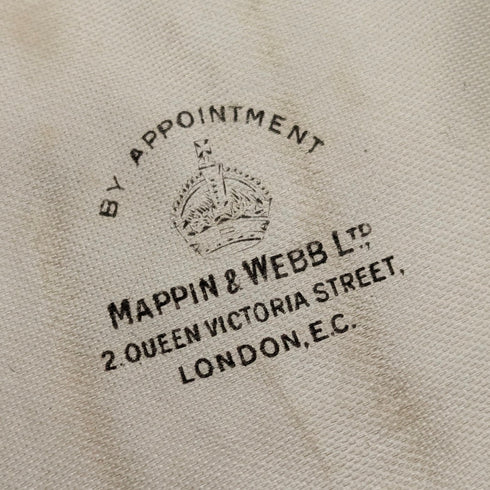 BY APPOINTMENT
MAPPIN & WEBB LTD,
2. QUEEN VICTORIA STREET,
LONDON, E.C.